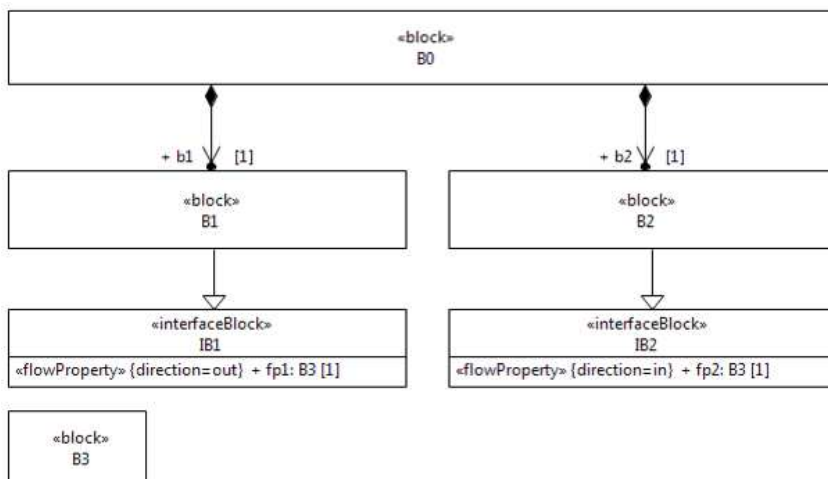 «block»
B0
+ b1 [1]
+ b2 [1]
«block»
B1
«block»
B2
«interfaceBlock»
IB1
«flowProperty» {direction=out} + fp1: B3 [1]
«interfaceBlock»
IB2
«flowProperty» {direction=in} + fp2: B3 [1]
«block»
B3